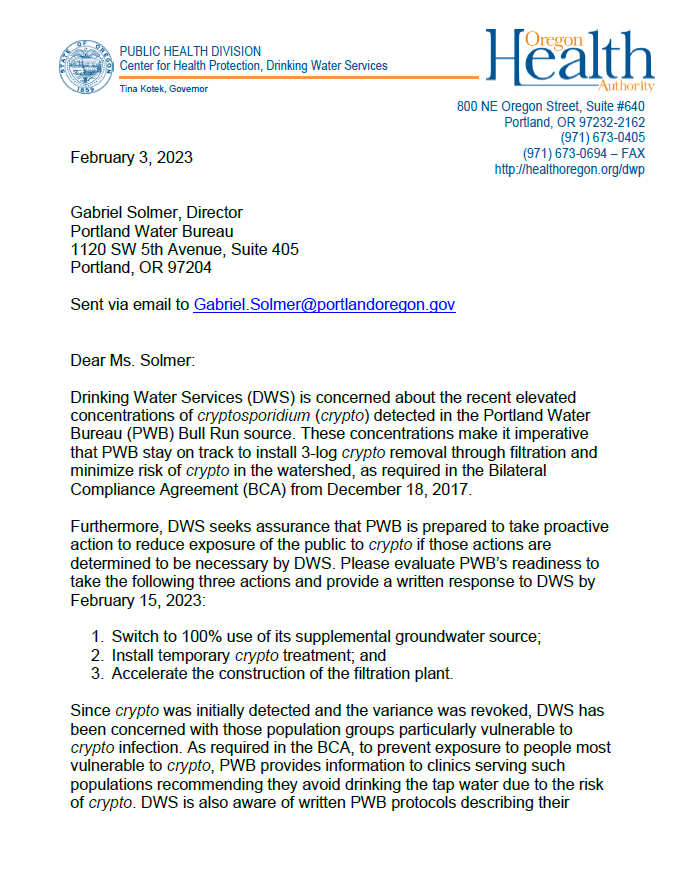 PUBLIC HEALTH DIVISION
Center for Health Protection, Drinking Water Services
Tina Kotek, Governor
STATE OF OREGON
1859
Oregon
Health
Authority
800 NE Oregon Street, Suite #640
Portland, OR 97232-2162
(971) 673-0405
(971) 673-0694 – FAX
http://healthoregon.org/dwp
February 3, 2023
Gabriel Solmer, Director
Portland Water Bureau
1120 SW 5th Avenue, Suite 405
Portland, OR 97204
Sent via email to Gabriel.Solmer@portlandoregon.gov
Dear Ms. Solmer:
Drinking Water Services (DWS) is concerned about the recent elevated
concentrations of cryptosporidium (crypto) detected in the Portland Water
Bureau (PWB) Bull Run source. These concentrations make it imperative
that PWB stay on track to install 3-log crypto removal through filtration and
minimize risk of crypto in the watershed, as required in the Bilateral
Compliance Agreement (BCA) from December 18, 2017.
Furthermore, DWS seeks assurance that PWB is prepared to take proactive
action to reduce exposure of the public to crypto if those actions are
determined to be necessary by DWS. Please evaluate PWB's readiness to
take the following three actions and provide a written response to DWS by
February 15, 2023:
1. Switch to 100% use of its supplemental groundwater source;
2. Install temporary crypto treatment; and
3. Accelerate the construction of the filtration plant.
Since crypto was initially detected and the variance was revoked, DWS has
been concerned with those population groups particularly vulnerable to
crypto infection. As required in the BCA, to prevent exposure to people most
vulnerable to crypto, PWB provides information to clinics serving such
populations recommending they avoid drinking the tap water due to the risk
of crypto. DWS is also aware of written PWB protocols describing their